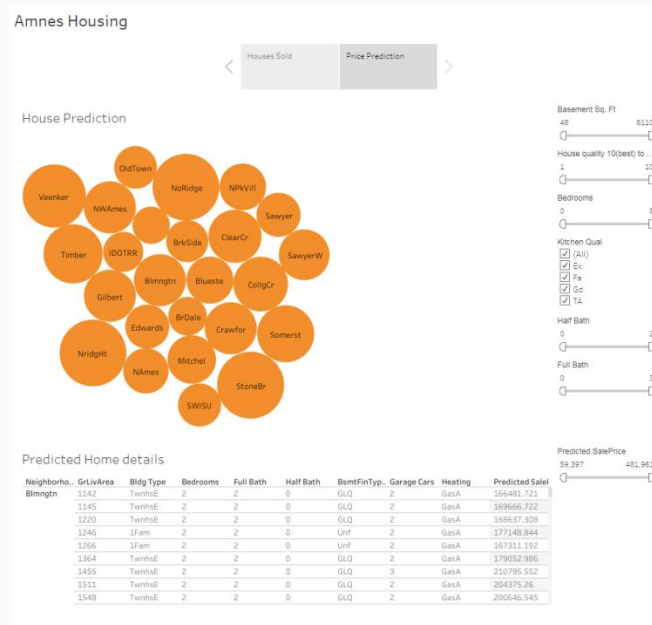 Amnes Housing
Houses Sold
Price Prediction
House Prediction
OldTown
NoRidge
NPkVill
Veenker
NWAmes
Sawyer
BrkSide
ClearCr
Timber
IDOTRR
SawyerW
Blmngtn
Blueste
CollgCr
Gilbert
BrDale
Edwards
Crawfor
Somerst
NridgHt
Mitchel
NAmes
StoneBr
SWISU
Basement Sq. Ft
48 6110
House quality 10(best) to ...
1 10
Bedrooms
0 8
Kitchen Qual
(All)
Ex
Fa
Gd
TA
Half Bath
0 2
Full Bath
0 3
Predicted SalePrice
59,397 481,961
Predicted Home details
Neighborho.. GrLivArea Bldg Type Bedrooms Full Bath Half Bath BsmtFinTyp.. Garage Cars Heating Predicted Salel
Blmngtn 1142 TwnhsE 2 2 0 GLQ 2 GasA 166481.721
1145 TwnhsE 2 2 0 GLQ 2 GasA 169666.722
1220 TwnhsE 2 2 0 GLQ 2 GasA 168637.308
1246 1Fam 2 2 0 Unf 2 GasA 177148.844
1266 1Fam 2 2 0 Unf 2 GasA 167311.192
1364 TwnhsE 2 2 0 GLQ 2 GasA 179052.986
1455 TwnhsE 2 2 0 GLQ 3 GasA 210795.552
1511 TwnhsE 2 2 0 GLQ 2 GasA 204375.26
1548 TwnhsE 2 2 0 GLQ 2 GasA 200646.545